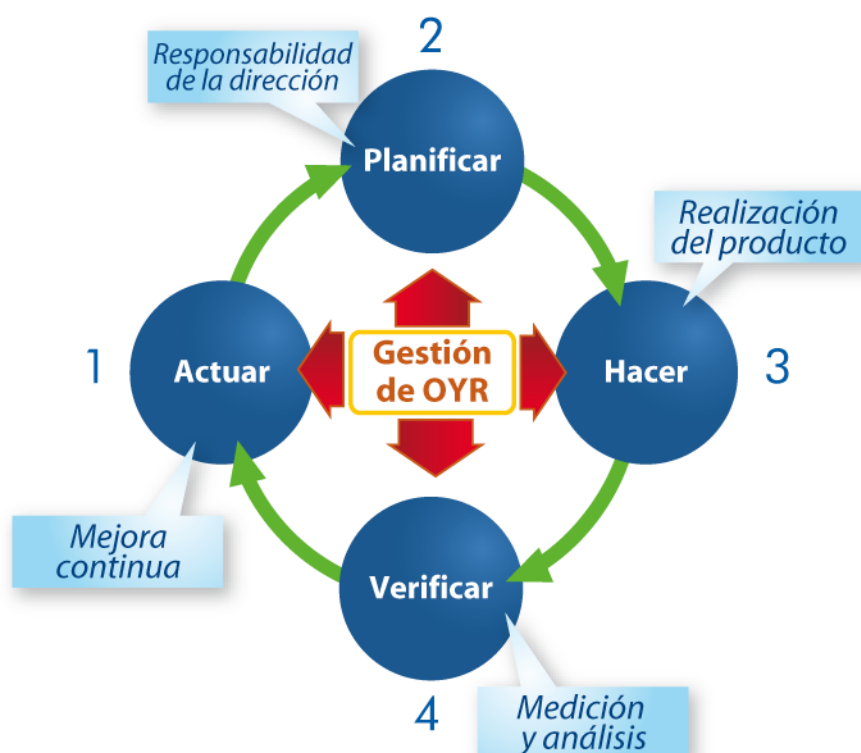 2
Responsabilidad
de la dirección
Planificar
Realización
del producto
1
Actuar
Gestión
de OYR
Hacer
3
Mejora
continua
Verificar
4
Medición
y análisis